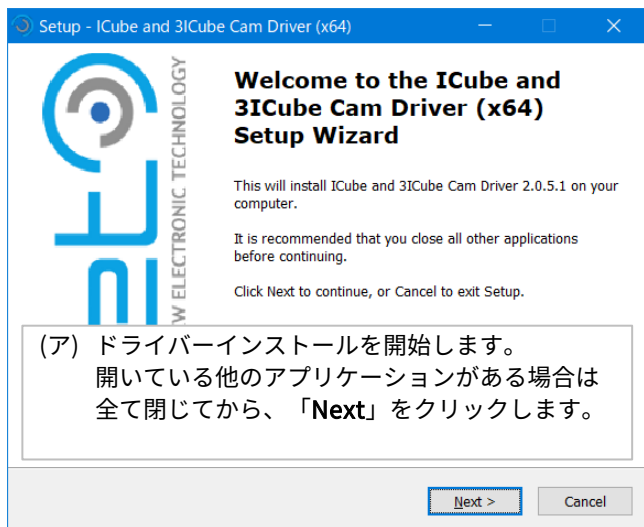 Setup - ICube and 3ICube Cam Driver (x64)
NEW ELECTRONIC TECHNOLOGY
Welcome to the ICube and
3ICube Cam Driver (x64)
Setup Wizard
This will install ICube and 3ICube Cam Driver 2.0.5.1 on your
computer.
It is recommended that you close all other applications
before continuing.
Click Next to continue, or Cancel to exit Setup.
(ア) ドライバーインストールを開始します。
開いている他のアプリケーションがある場合は
全て閉じてから、「Next」をクリックします。
Next >
Cancel